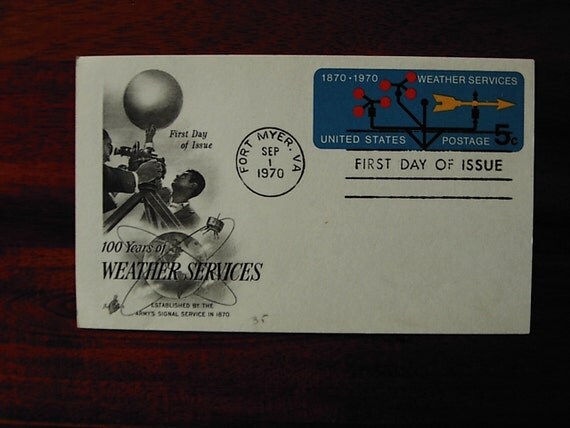 First Day
of Issue
100 Years of
WEATHER SERVICES
ESTABLISHED BY THE
ARMY'S SIGNAL SERVICE IN 1870
35
FORT MYER, VA
SEP
1
1970
1870·1970 WEATHER SERVICES
UNITED STATES POSTAGE 5c
FIRST DAY OF ISSUE